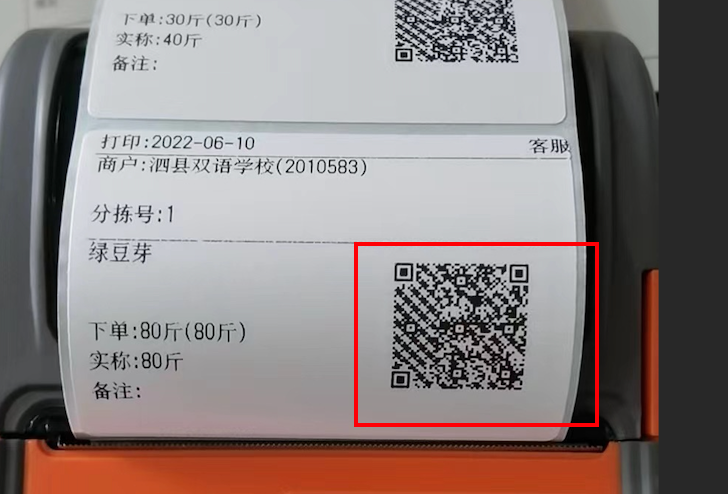 下单:30斤(30斤)
实称:40斤
备注:
打印:2022-06-10 客服
商户:泗县双语学校(2010583)
分拣号:1
绿豆芽
下单:80斤(80斤)
实称:80斤
备注: